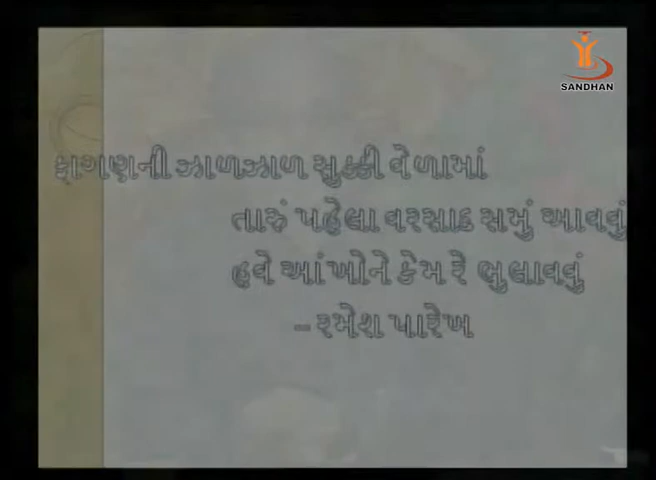 SANDHAN
ફાગણની ઝાળઝાળ સુક્કી વેળામાં
તારું પહેલા વરસાદ સમું આવવું
હવે આંખોને કેમ રે ભુલાવવું
– રમેશ પારેખ